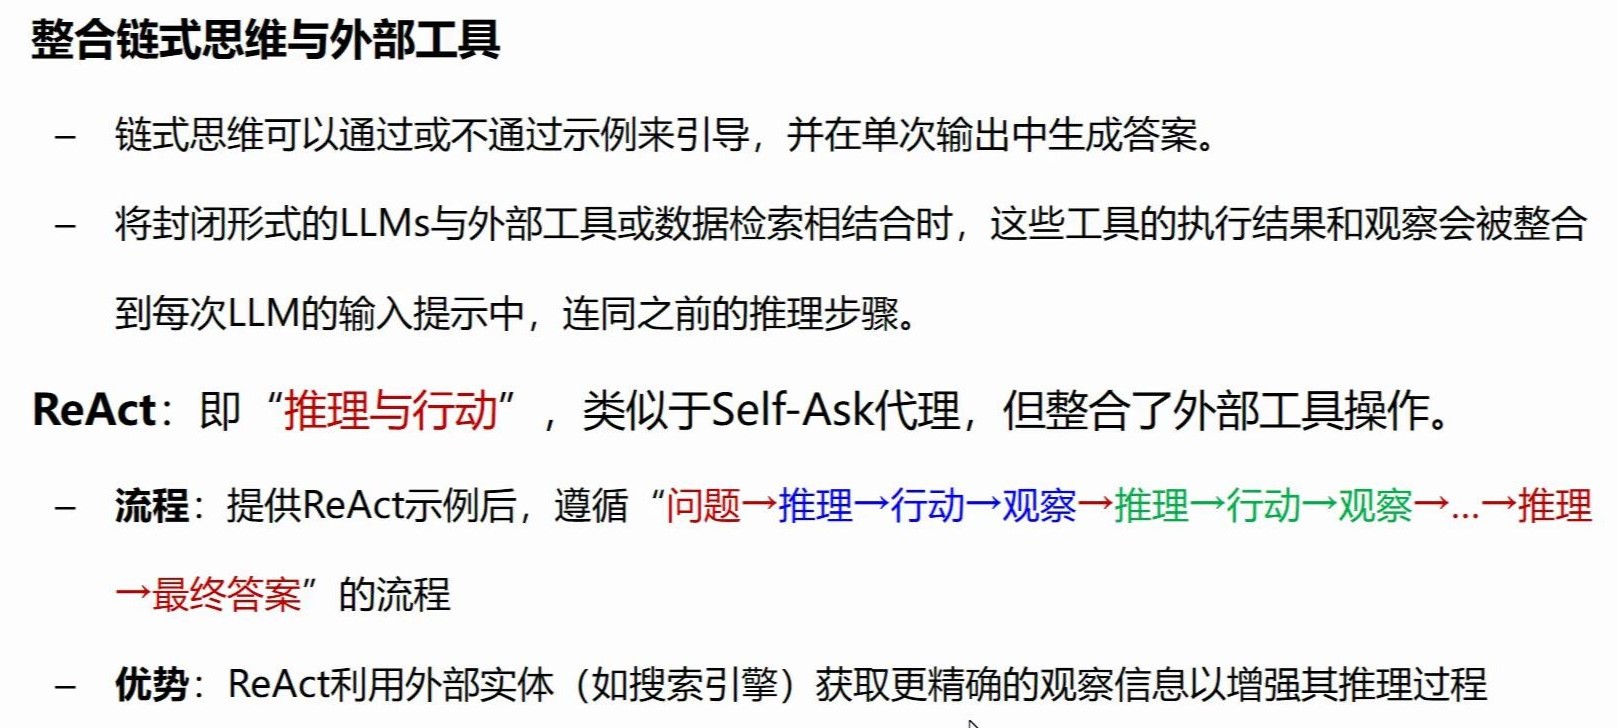 整合链式思维与外部工具
– 链式思维可以通过或不通过示例来引导，并在单次输出中生成答案。
– 将封闭形式的LLMs与外部工具或数据检索相结合时，这些工具的执行结果和观察会被整合
到每次LLM的输入提示中，连同之前的推理步骤。
ReAct：即“推理与行动”，类似于Self-Ask代理，但整合了外部工具操作。
– 流程：提供ReAct示例后，遵循“问题→推理→行动→观察→推理→行动→观察→...→推理
→最终答案”的流程
– 优势：ReAct利用外部实体（如搜索引擎）获取更精确的观察信息以增强其推理过程